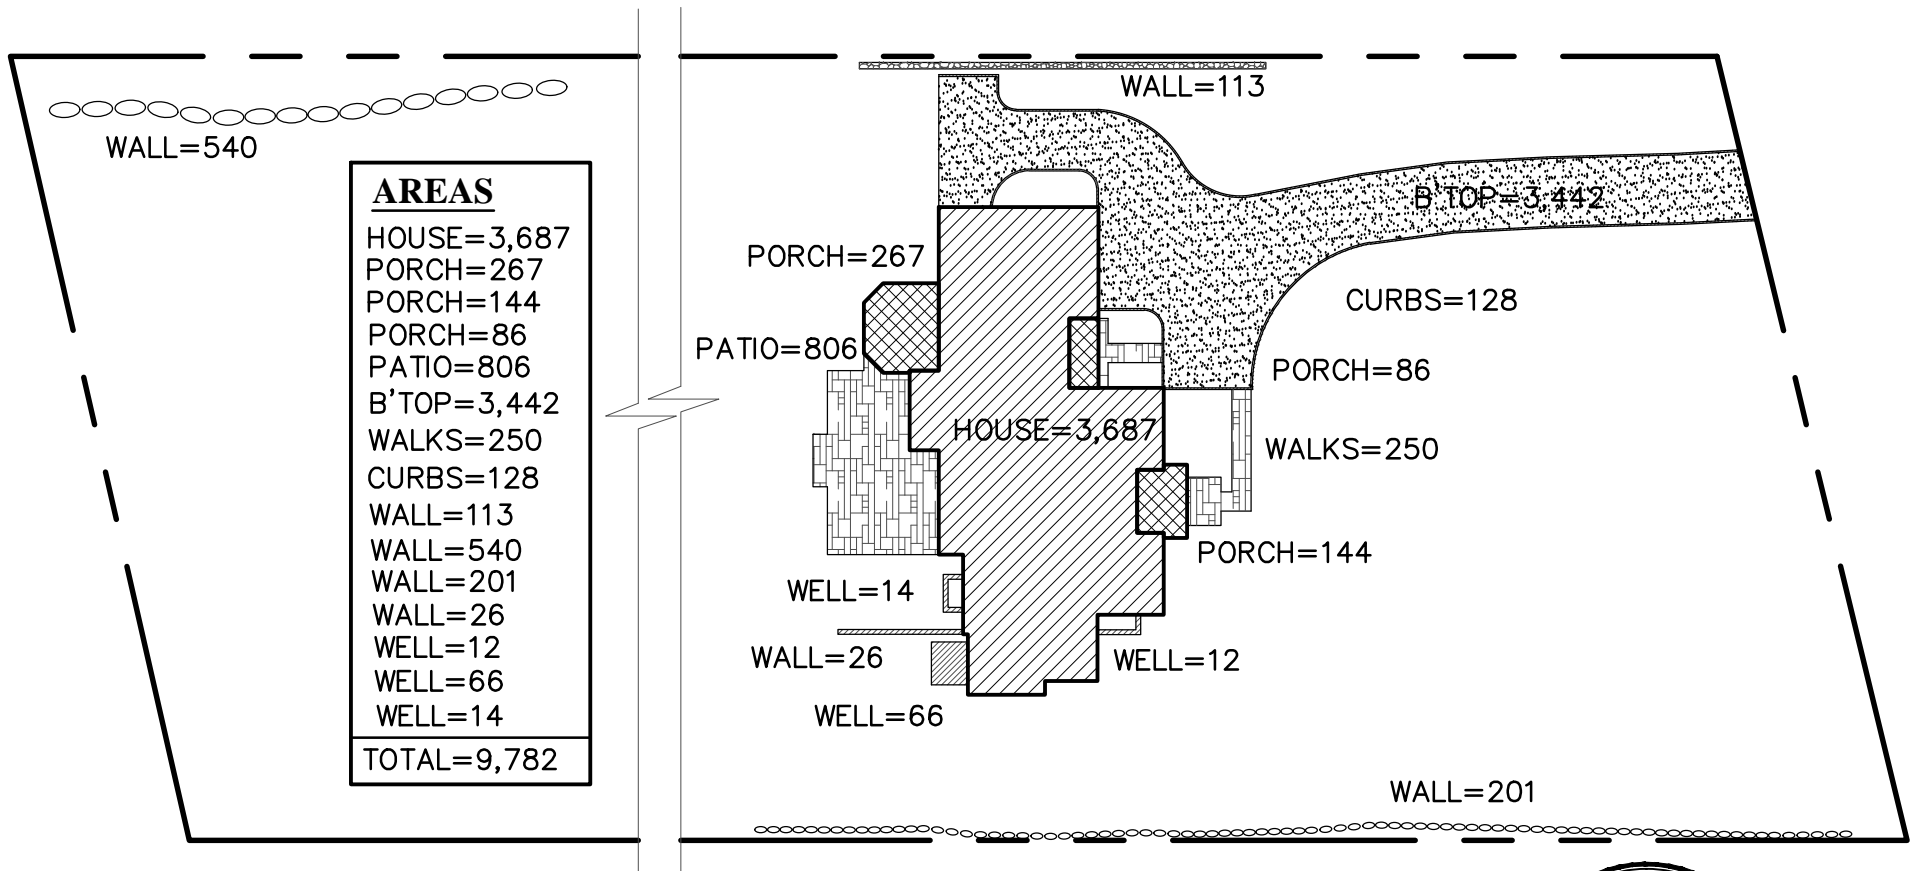 WALL=113
WALL=540
AREAS
HOUSE=3,687
PORCH=267
PORCH=144
PORCH=86
PATIO=806
B'TOP=3,442
WALKS=250
CURBS=128
WALL=113
WALL=540
WALL=201
WALL=26
WELL=12
WELL=66
WELL=14
TOTAL=9,782
B'TOP=3,442
PORCH=267
CURBS=128
PATIO=806
PORCH=86
HOUSE=3,687
WALKS=250
PORCH=144
WELL=14
WALL=26
WELL=12
WELL=66
WALL=201